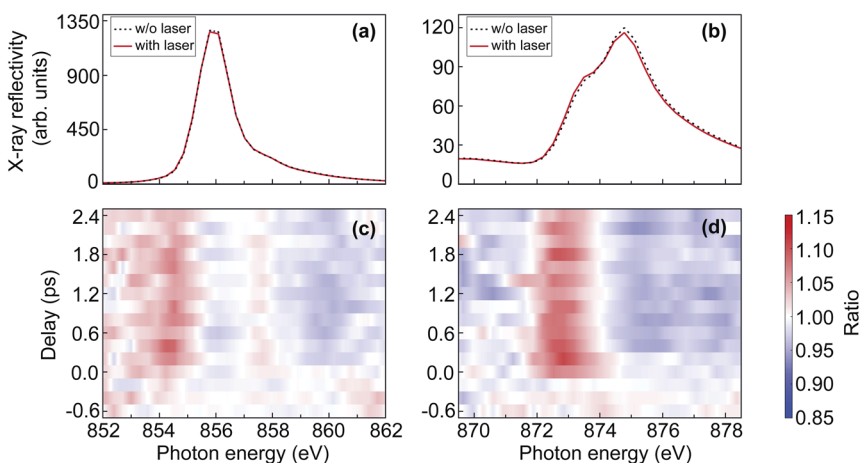 1350
900
450
0
X-ray reflectivity
(arb. units)
w/o laser
with laser
(a)
120
90
60
30
0
w/o laser
with laser
(b)
2.4
1.8
1.2
0.6
0.0
-0.6
Delay (ps)
(c)
852 854 856 858 860 862
Photon energy (eV)
2.4
1.8
1.2
0.6
0.0
-0.6
(d)
870 872 874 876 878
Photon energy (eV)
1.15
1.10
1.05
1.00
0.95
0.90
0.85
Ratio